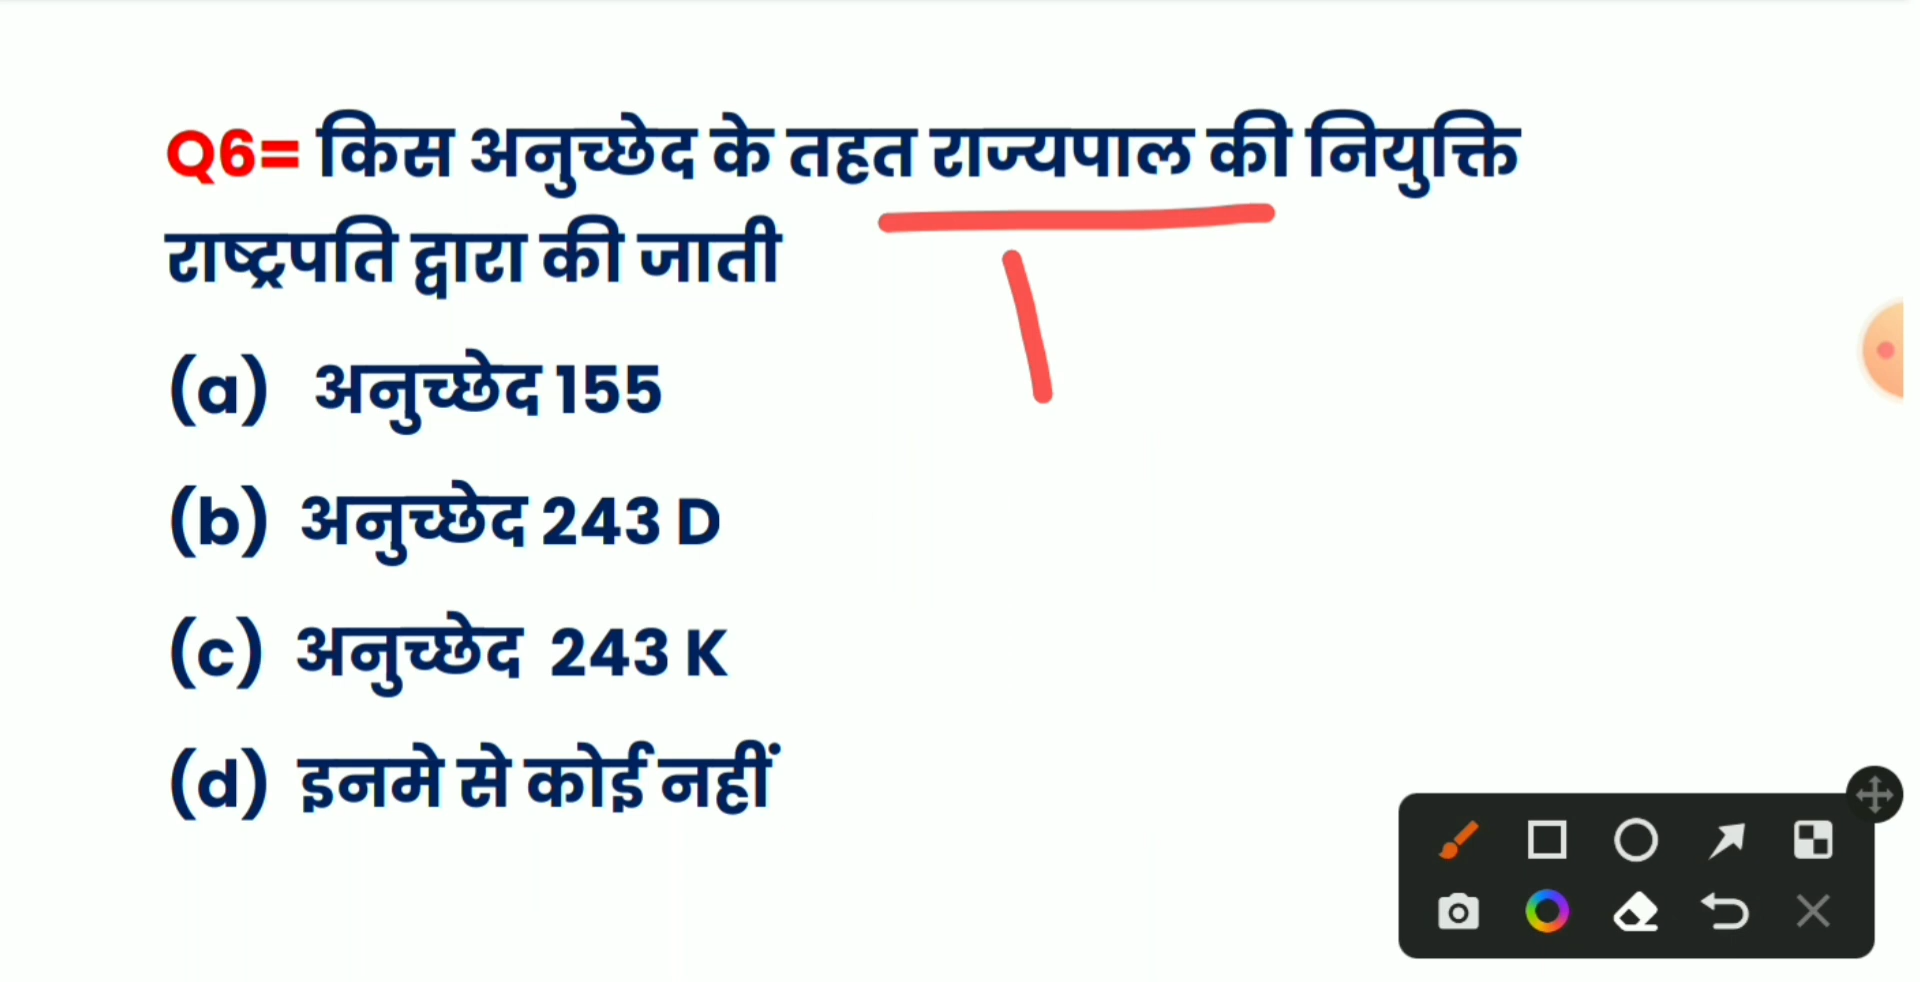 Q6= किस अनुच्छेद के तहत राज्यपाल की नियुक्ति
राष्ट्रपति द्वारा की जाती
(a) अनुच्छेद 155
(b) अनुच्छेद 243 D
(c) अनुच्छेद 243 K
(d) इनमे से कोई नहीं